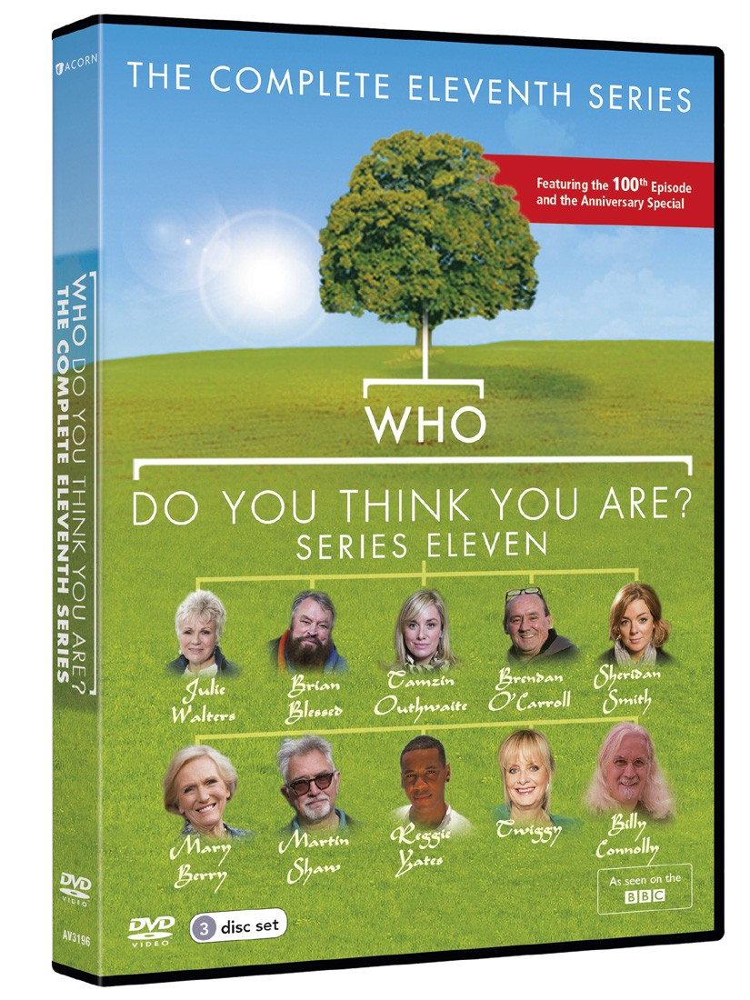 ACORN
WHO DO YOU THINK YOU ARE?
THE COMPLETE ELEVENTH SERIES
DVD
VIDEO
AV3196
THE COMPLETE ELEVENTH SERIES
Featuring the 100th Episode
and the Anniversary Special
WHO
DO YOU THINK YOU ARE?
SERIES ELEVEN
Julie
Walters
Brian
Blessed
Tamzin
Outhwaite
Brendan
O'Carroll
Sheridan
Smith
Mary
Berry
Martin
Shaw
Reggie
Yates
Twiggy
Billy
Connolly
As seen on the
BBC
DVD
VIDEO
3 disc set